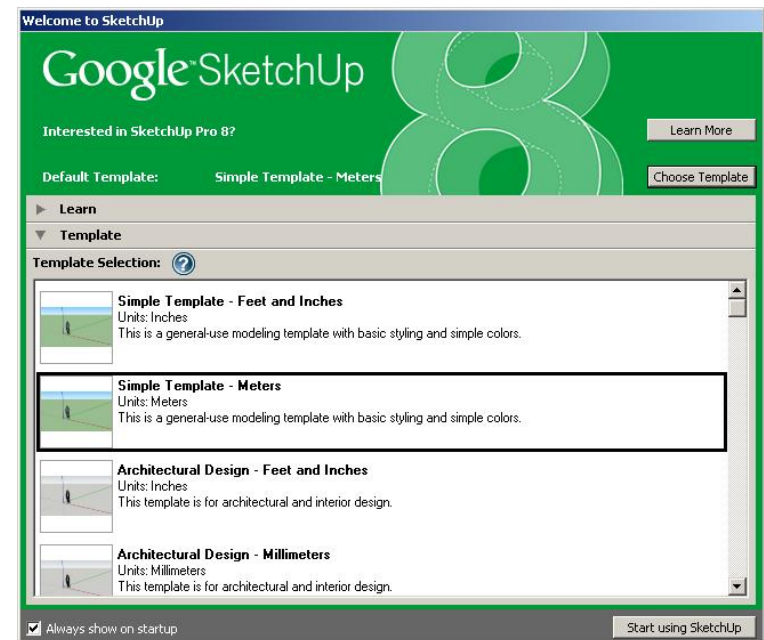 Welcome to SketchUp
Google™ SketchUp
8
Interested in SketchUp Pro 8?
Learn More
Default Template: Simple Template - Meters
Choose Template
Learn
Template
Template Selection: ?
Simple Template - Feet and Inches
Units: Inches
This is a general-use modeling template with basic styling and simple colors.
Simple Template - Meters
Units: Meters
This is a general-use modeling template with basic styling and simple colors.
Architectural Design - Feet and Inches
Units: Inches
This template is for architectural and interior design.
Architectural Design - Millimeters
Units: Millimeters
This template is for architectural and interior design.
Always show on startup
Start using SketchUp